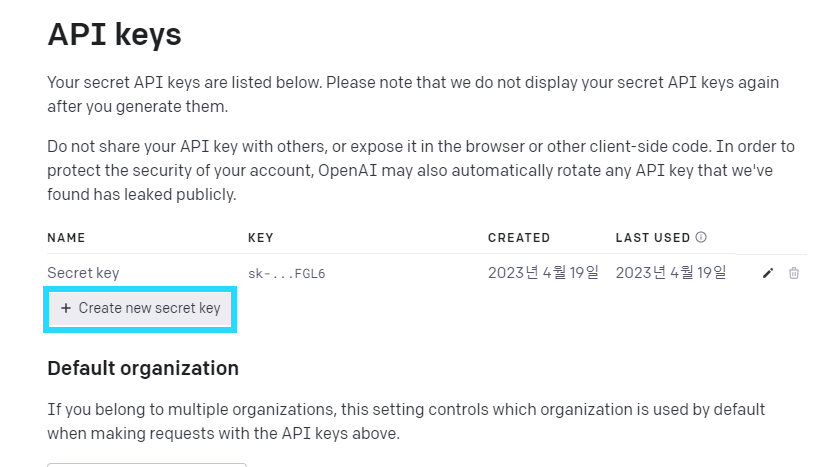 API keys
Your secret API keys are listed below. Please note that we do not display your secret API keys again
after you generate them.
Do not share your API key with others, or expose it in the browser or other client-side code. In order to
protect the security of your account, OpenAI may also automatically rotate any API key that we've
found has leaked publicly.
NAME KEY CREATED LAST USED
Secret key sk-...FGL6 2023년 4월 19일 2023년 4월 19일
+ Create new secret key
Default organization
If you belong to multiple organizations, this setting controls which organization is used by default
when making requests with the API keys above.